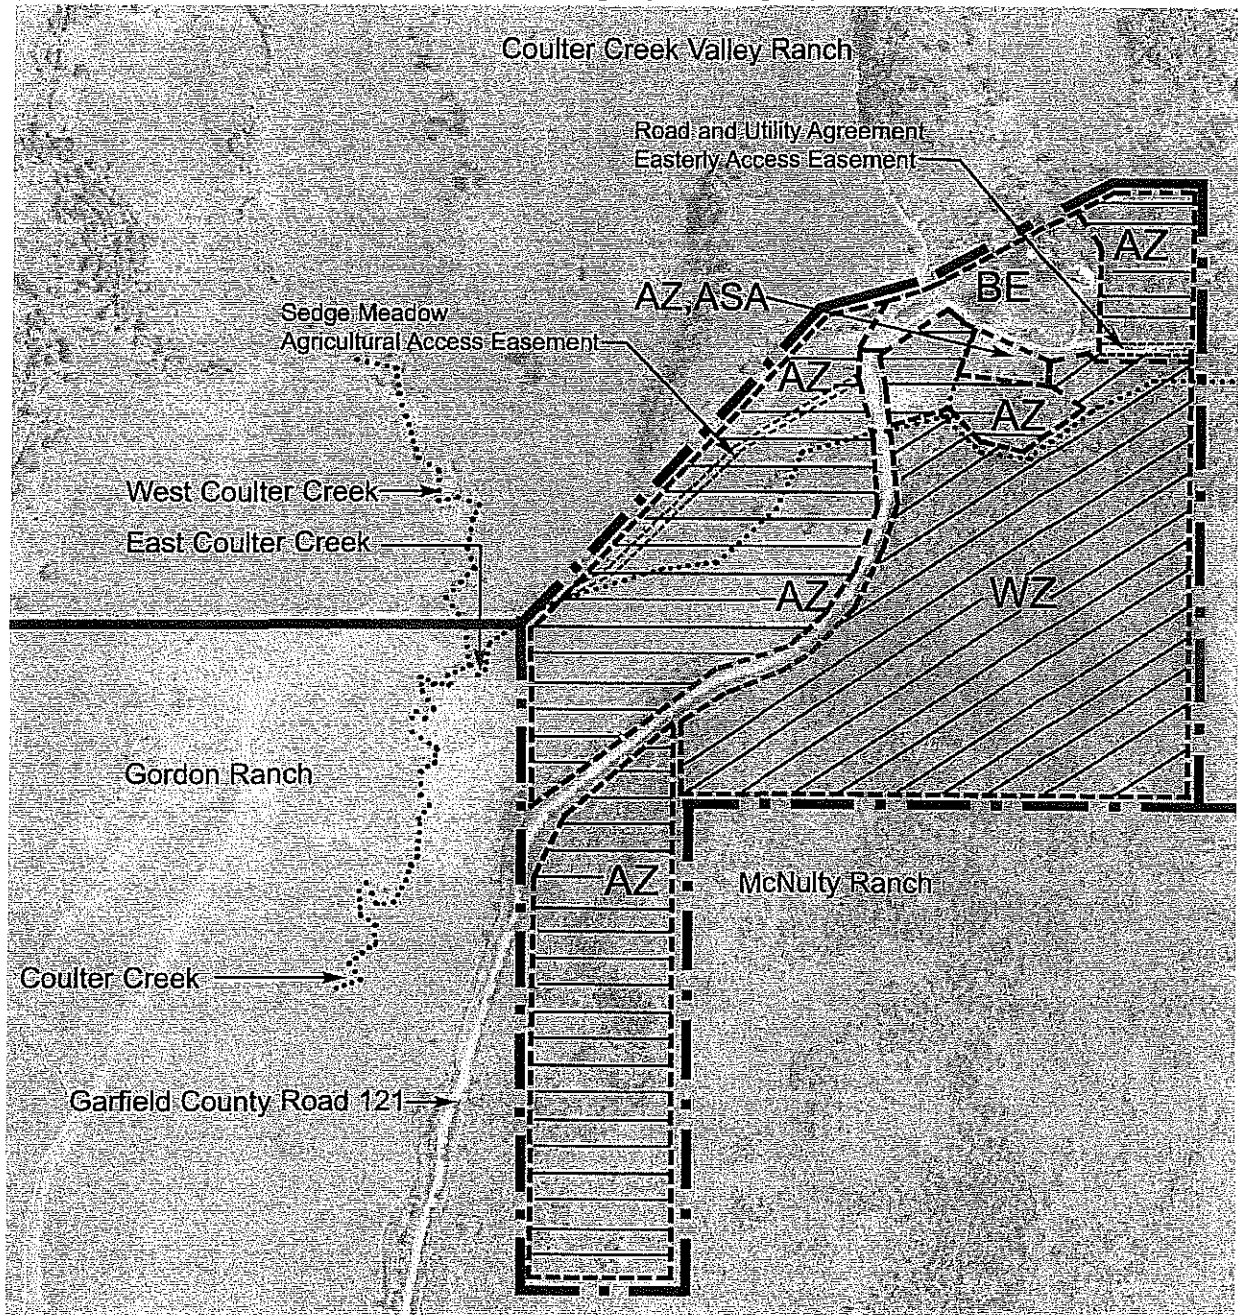 Coulter Creek Valley Ranch
Road and Utility Agreement
Easterly Access Easement
AZ
BE
AZ,ASA
Sedge Meadow
Agricultural Access Easement
AZ
AZ
West Coulter Creek
East Coulter Creek
AZ
WZ
Gordon Ranch
AZ
McNulty Ranch
Coulter Creek
Garfield County Road 121